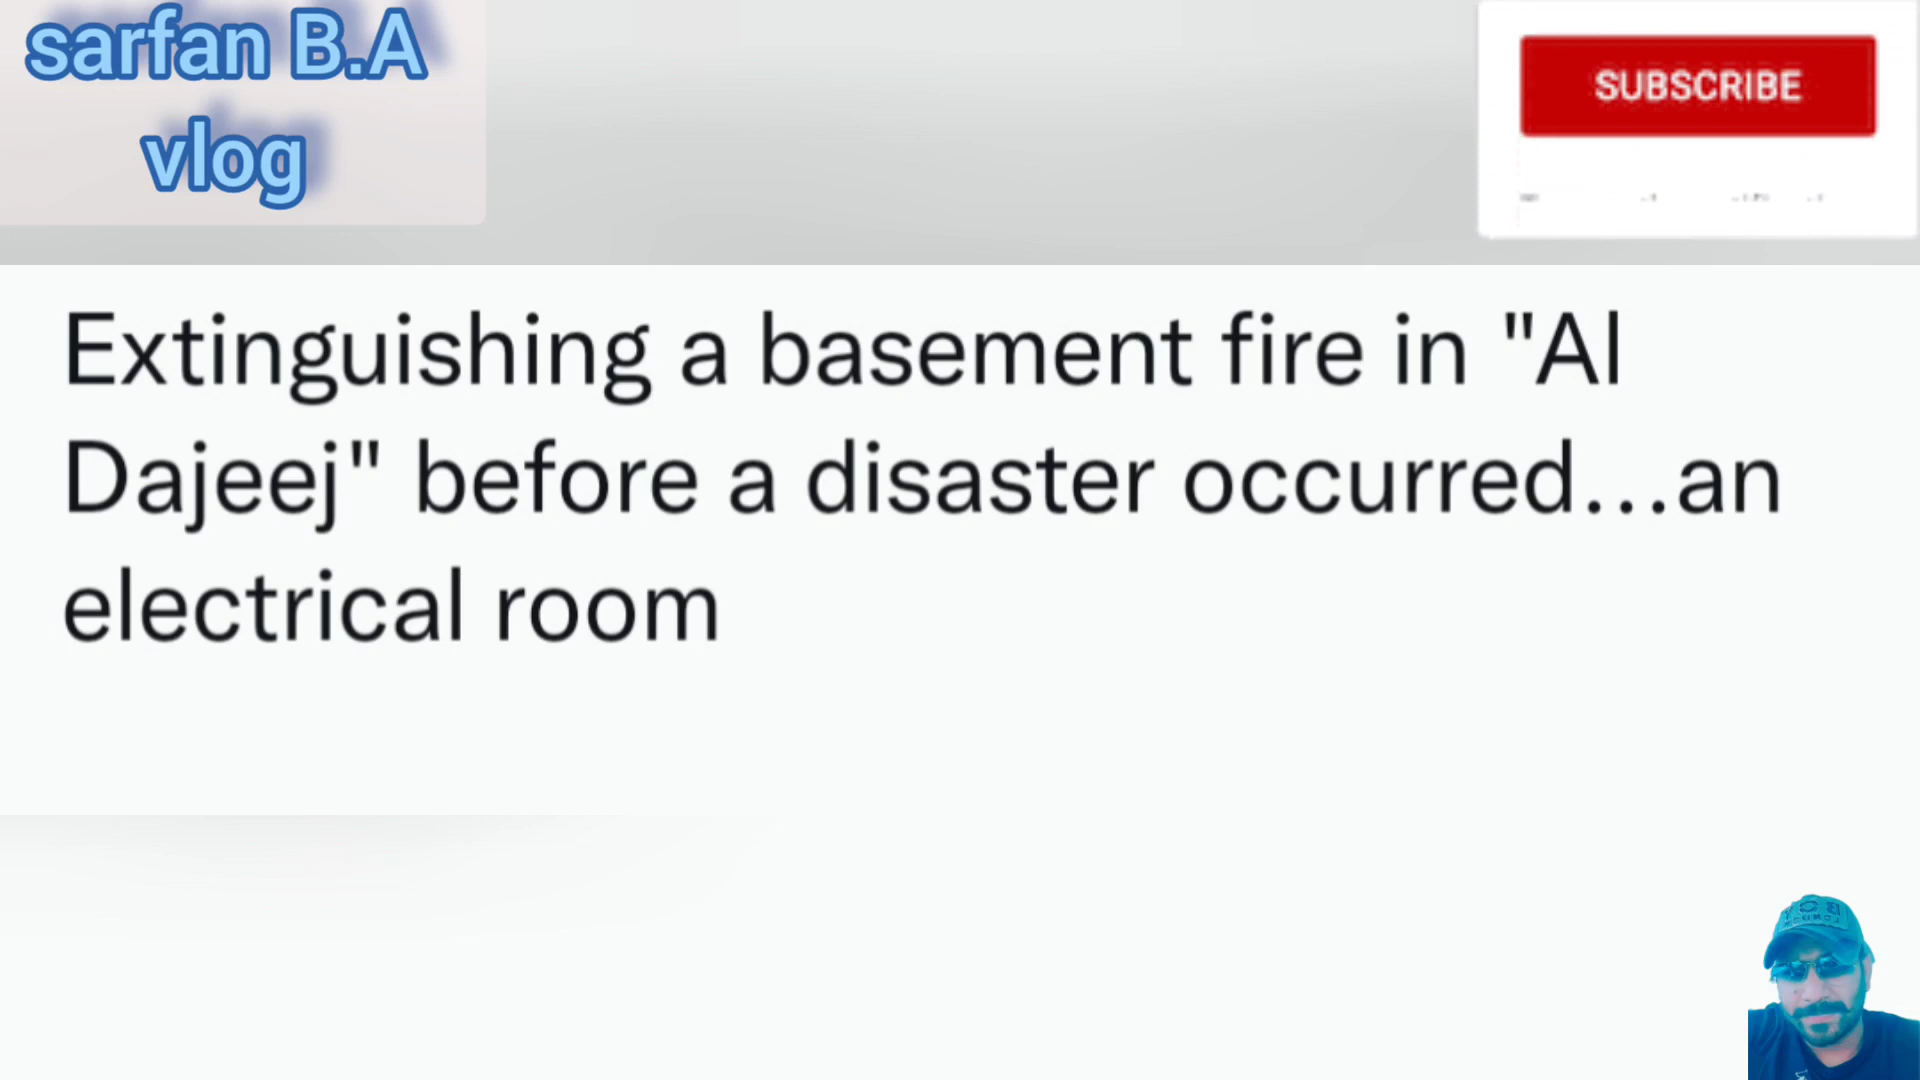 sarfan B.A
vlog
SUBSCRIBE
Extinguishing a basement fire in "Al
Dajeej" before a disaster occurred...an
electrical room